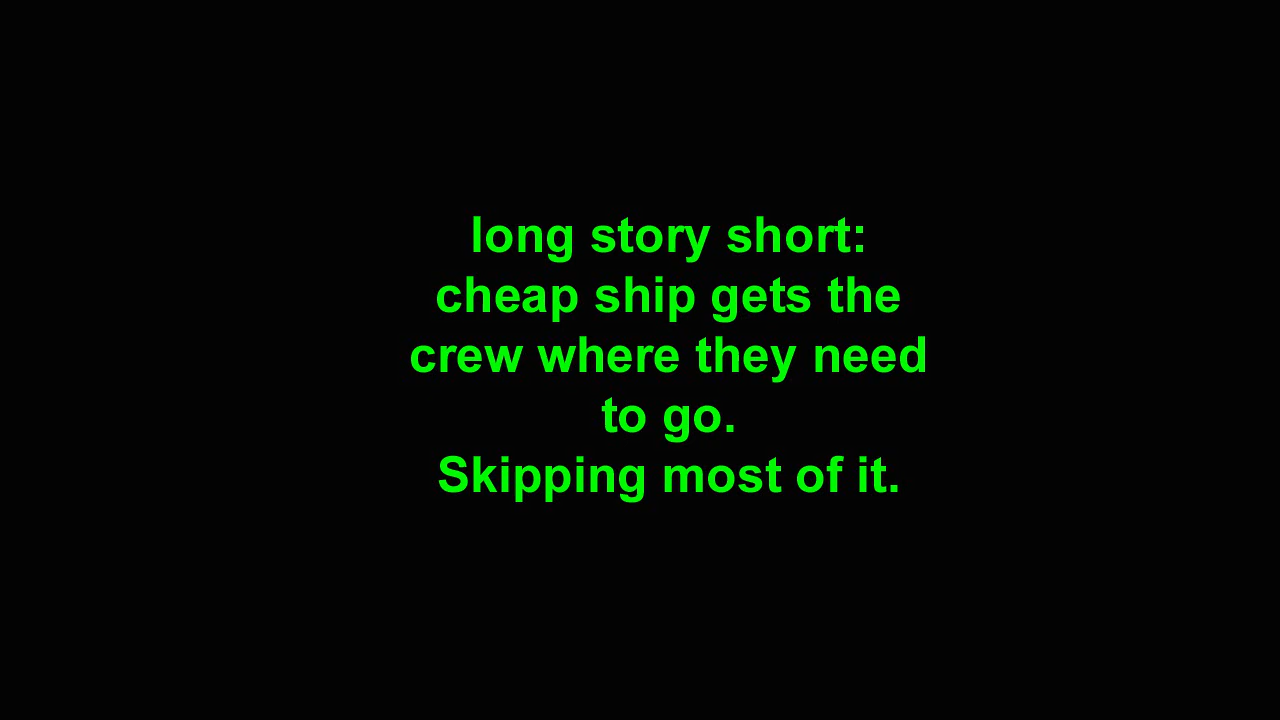 long story short:
cheap ship gets the
crew where they need
to go.
Skipping most of it.